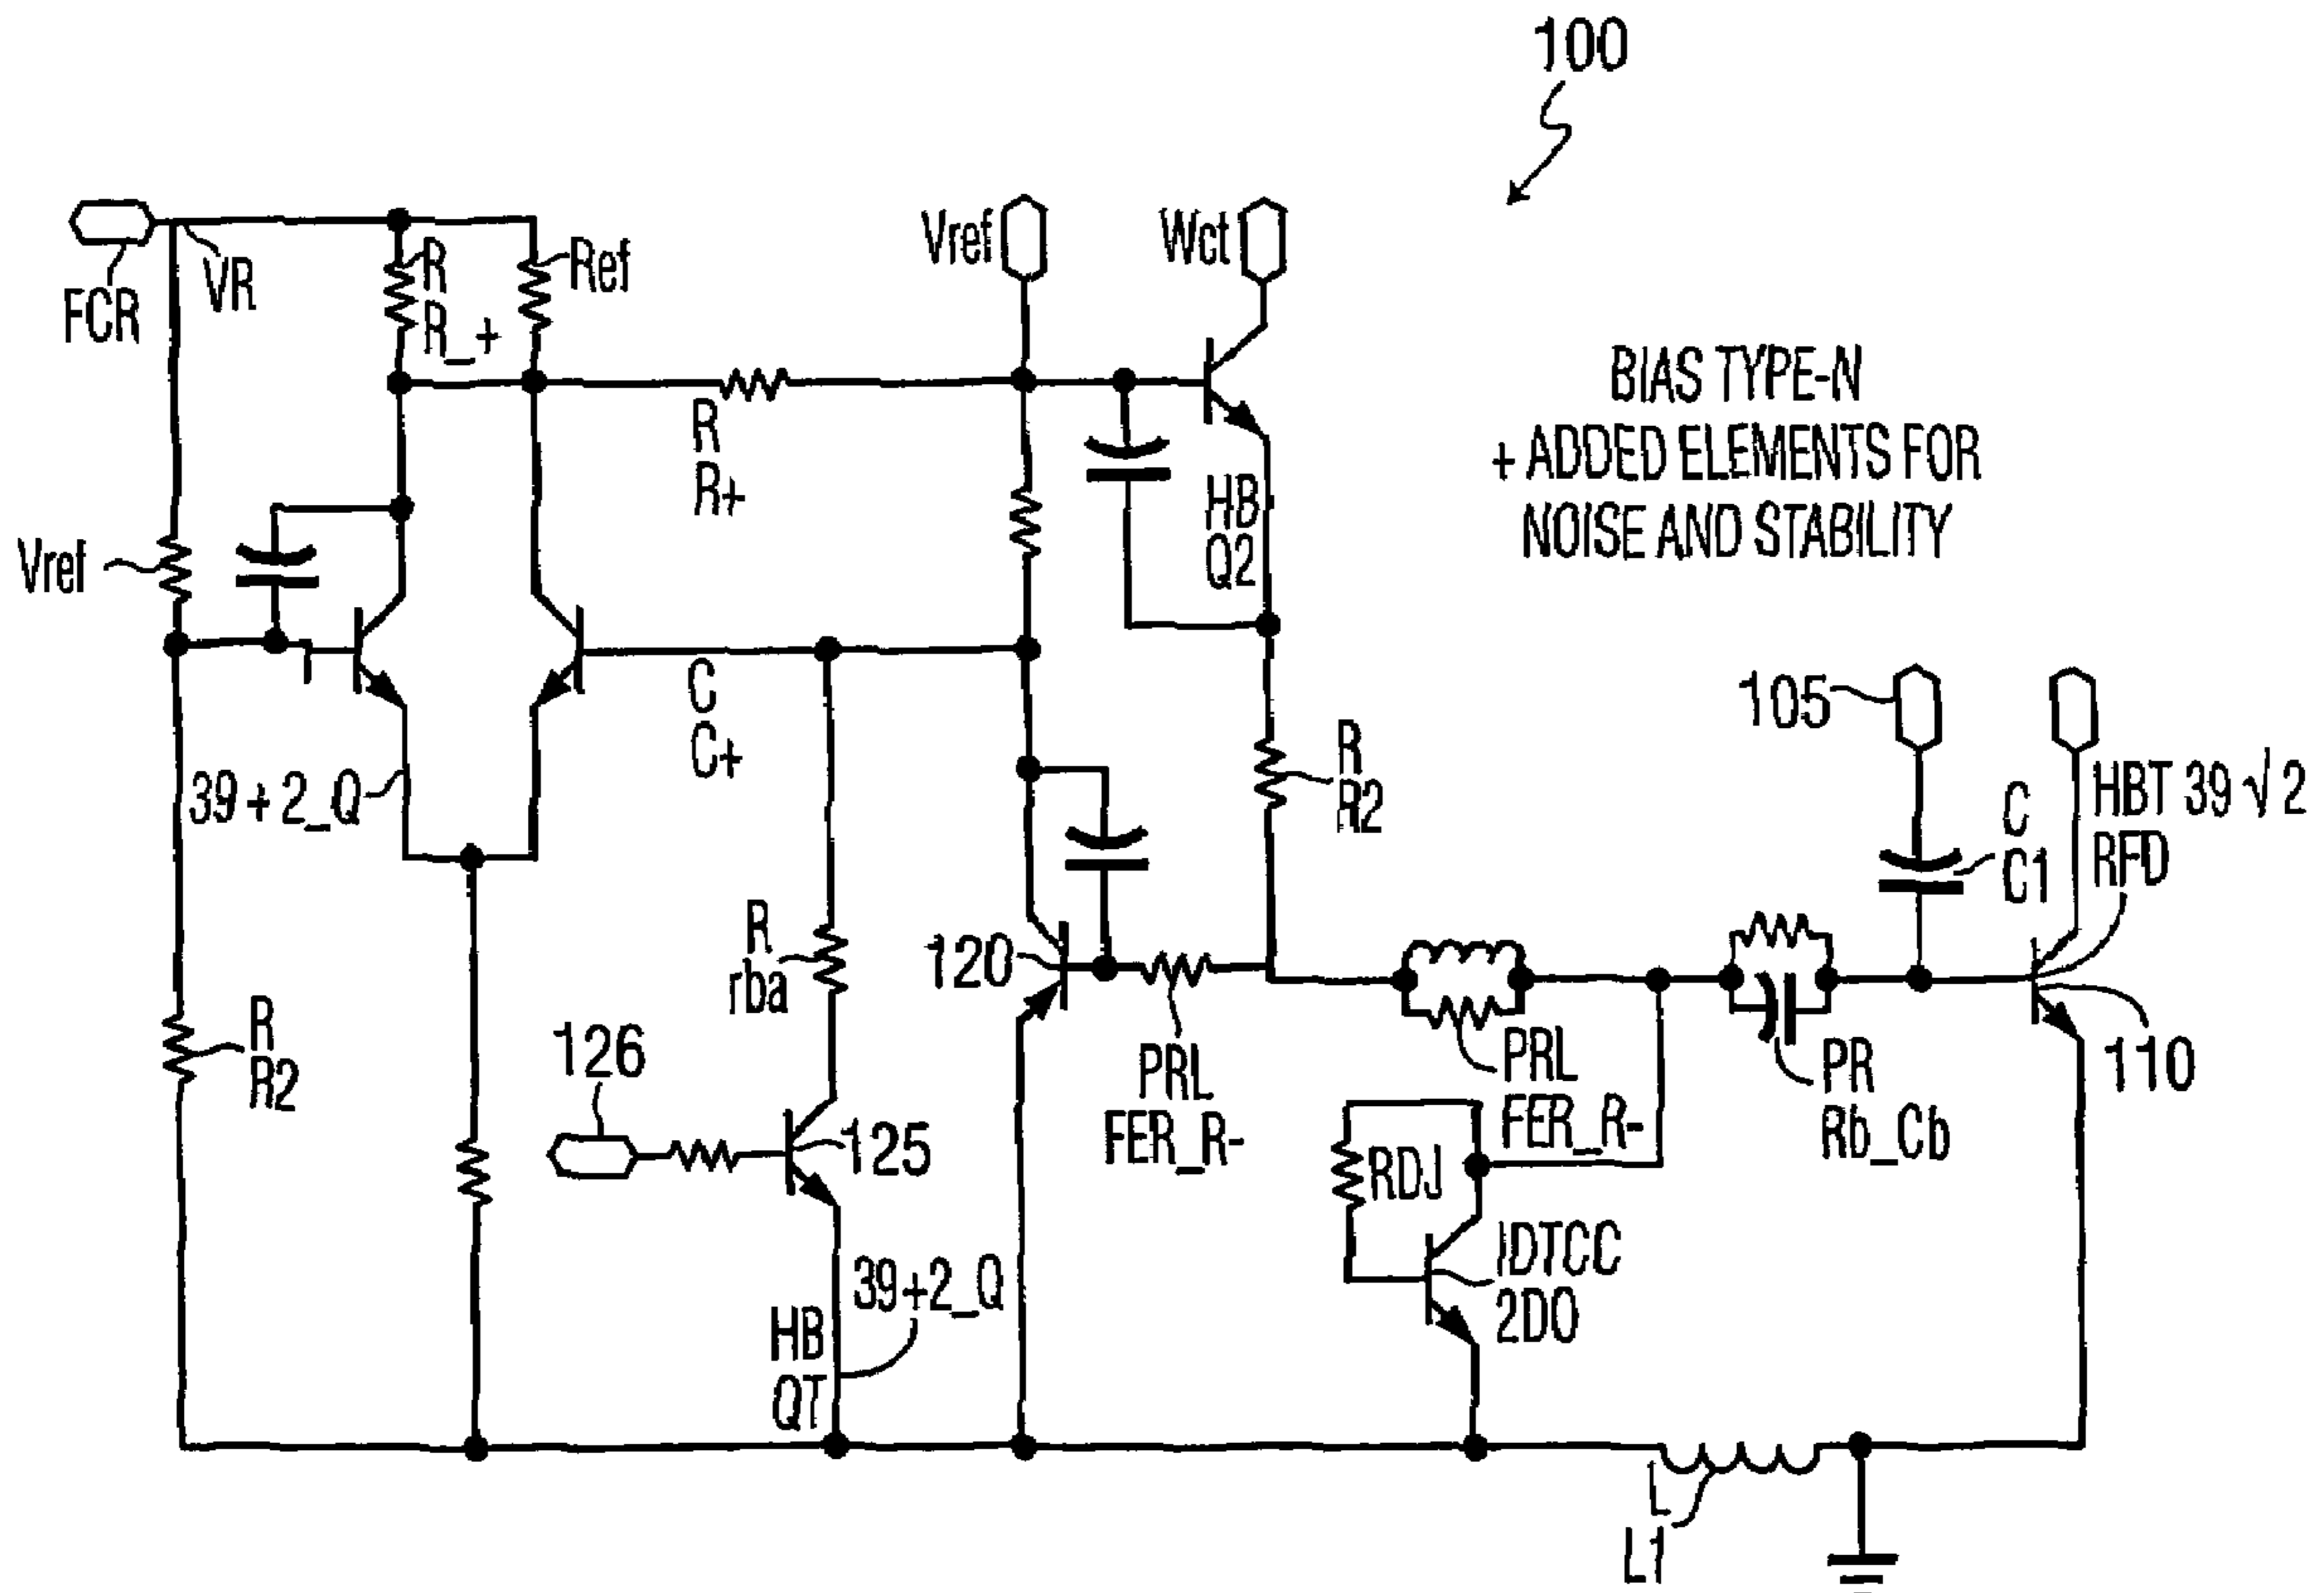 100
FCR
VR
R
R_+
Ref
Vref
Wct
BIAS TYPE-N
+ ADDED ELEMENTS FOR
NOISE AND STABILITY
R
R+
HB
Q2
Vref
39+2_Q
C
C+
R
R2
105
C
C1
HBT 39√2
RFD
R
rba
120
R
R2
126
125
PRL
FER_R-
PRL
FER_R-
PR
Rb_Cb
110
RDJ
IDTCC
2DO
39+2_Q
HB
QT
L
L1